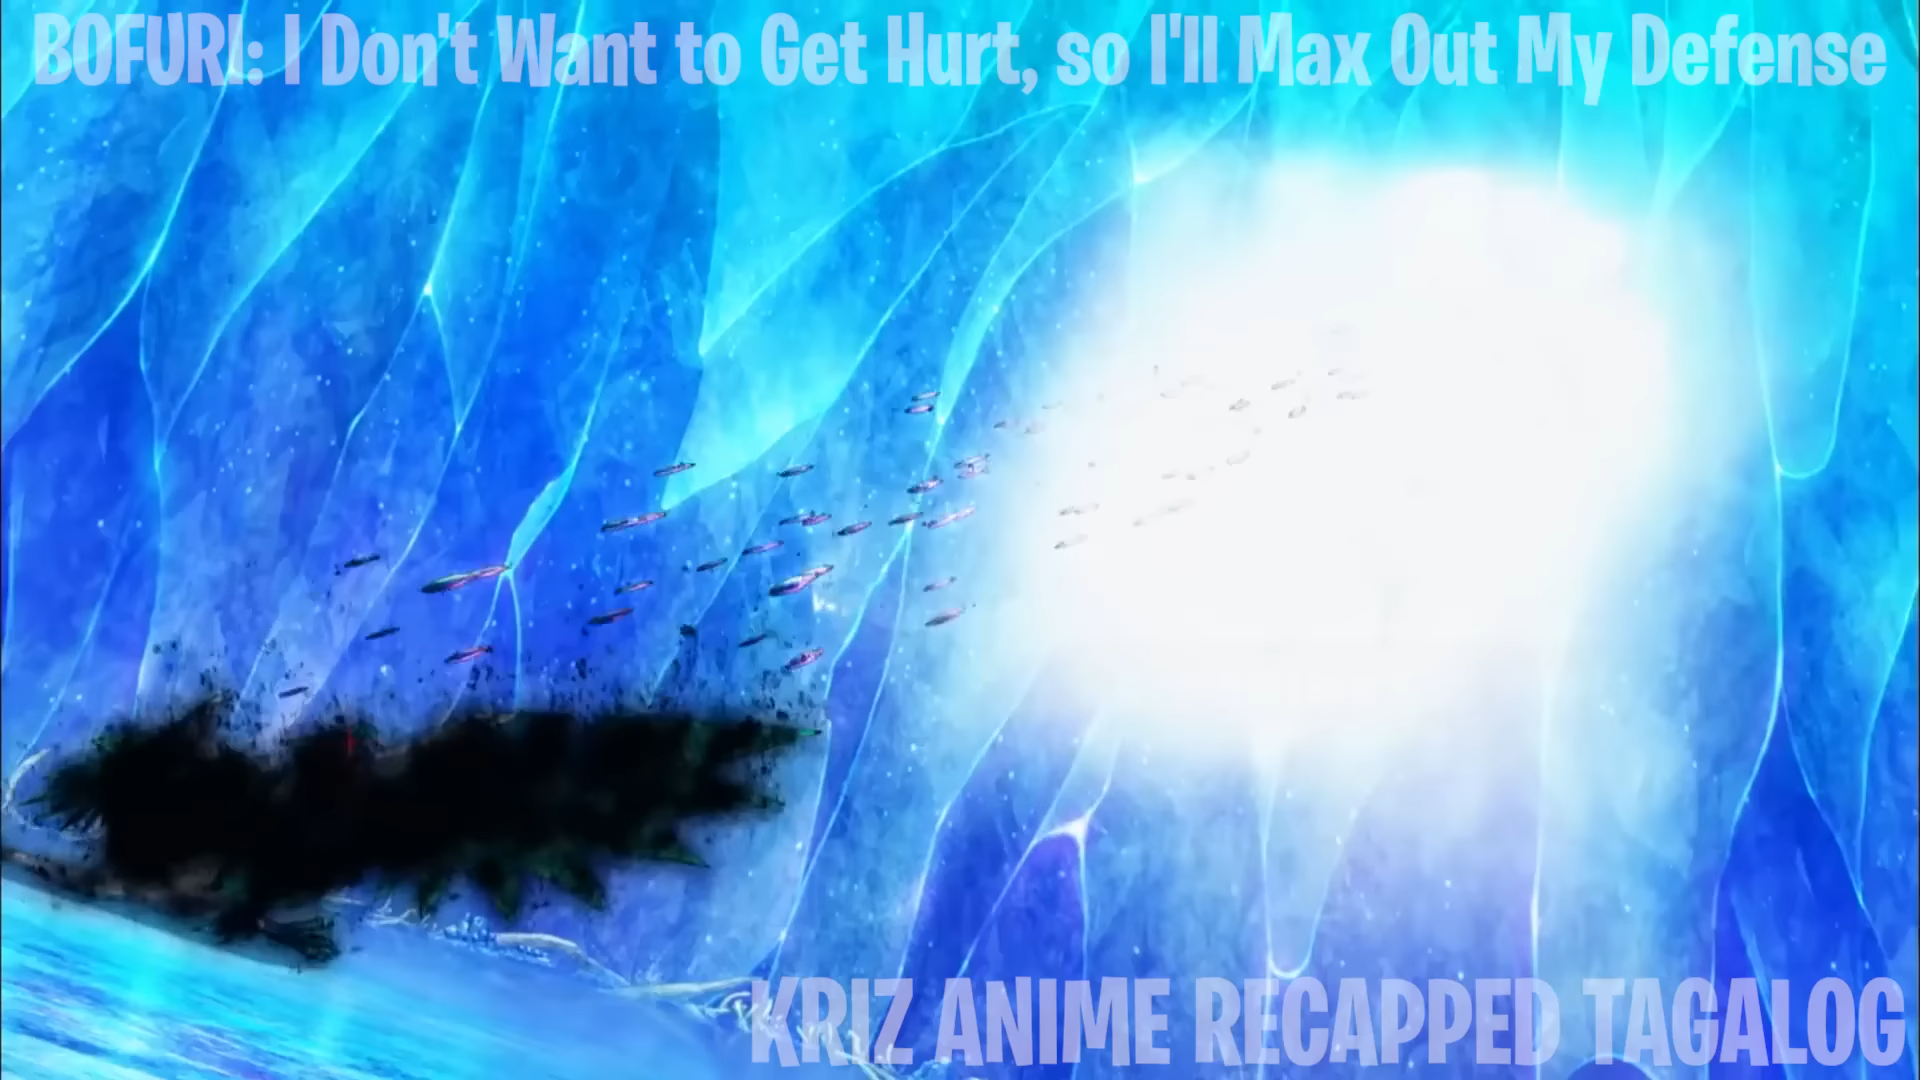 BOFURI: I Don't Want to Get Hurt, so I'll Max Out My Defense
KRIZ ANIME RECAPPED TAGALOG